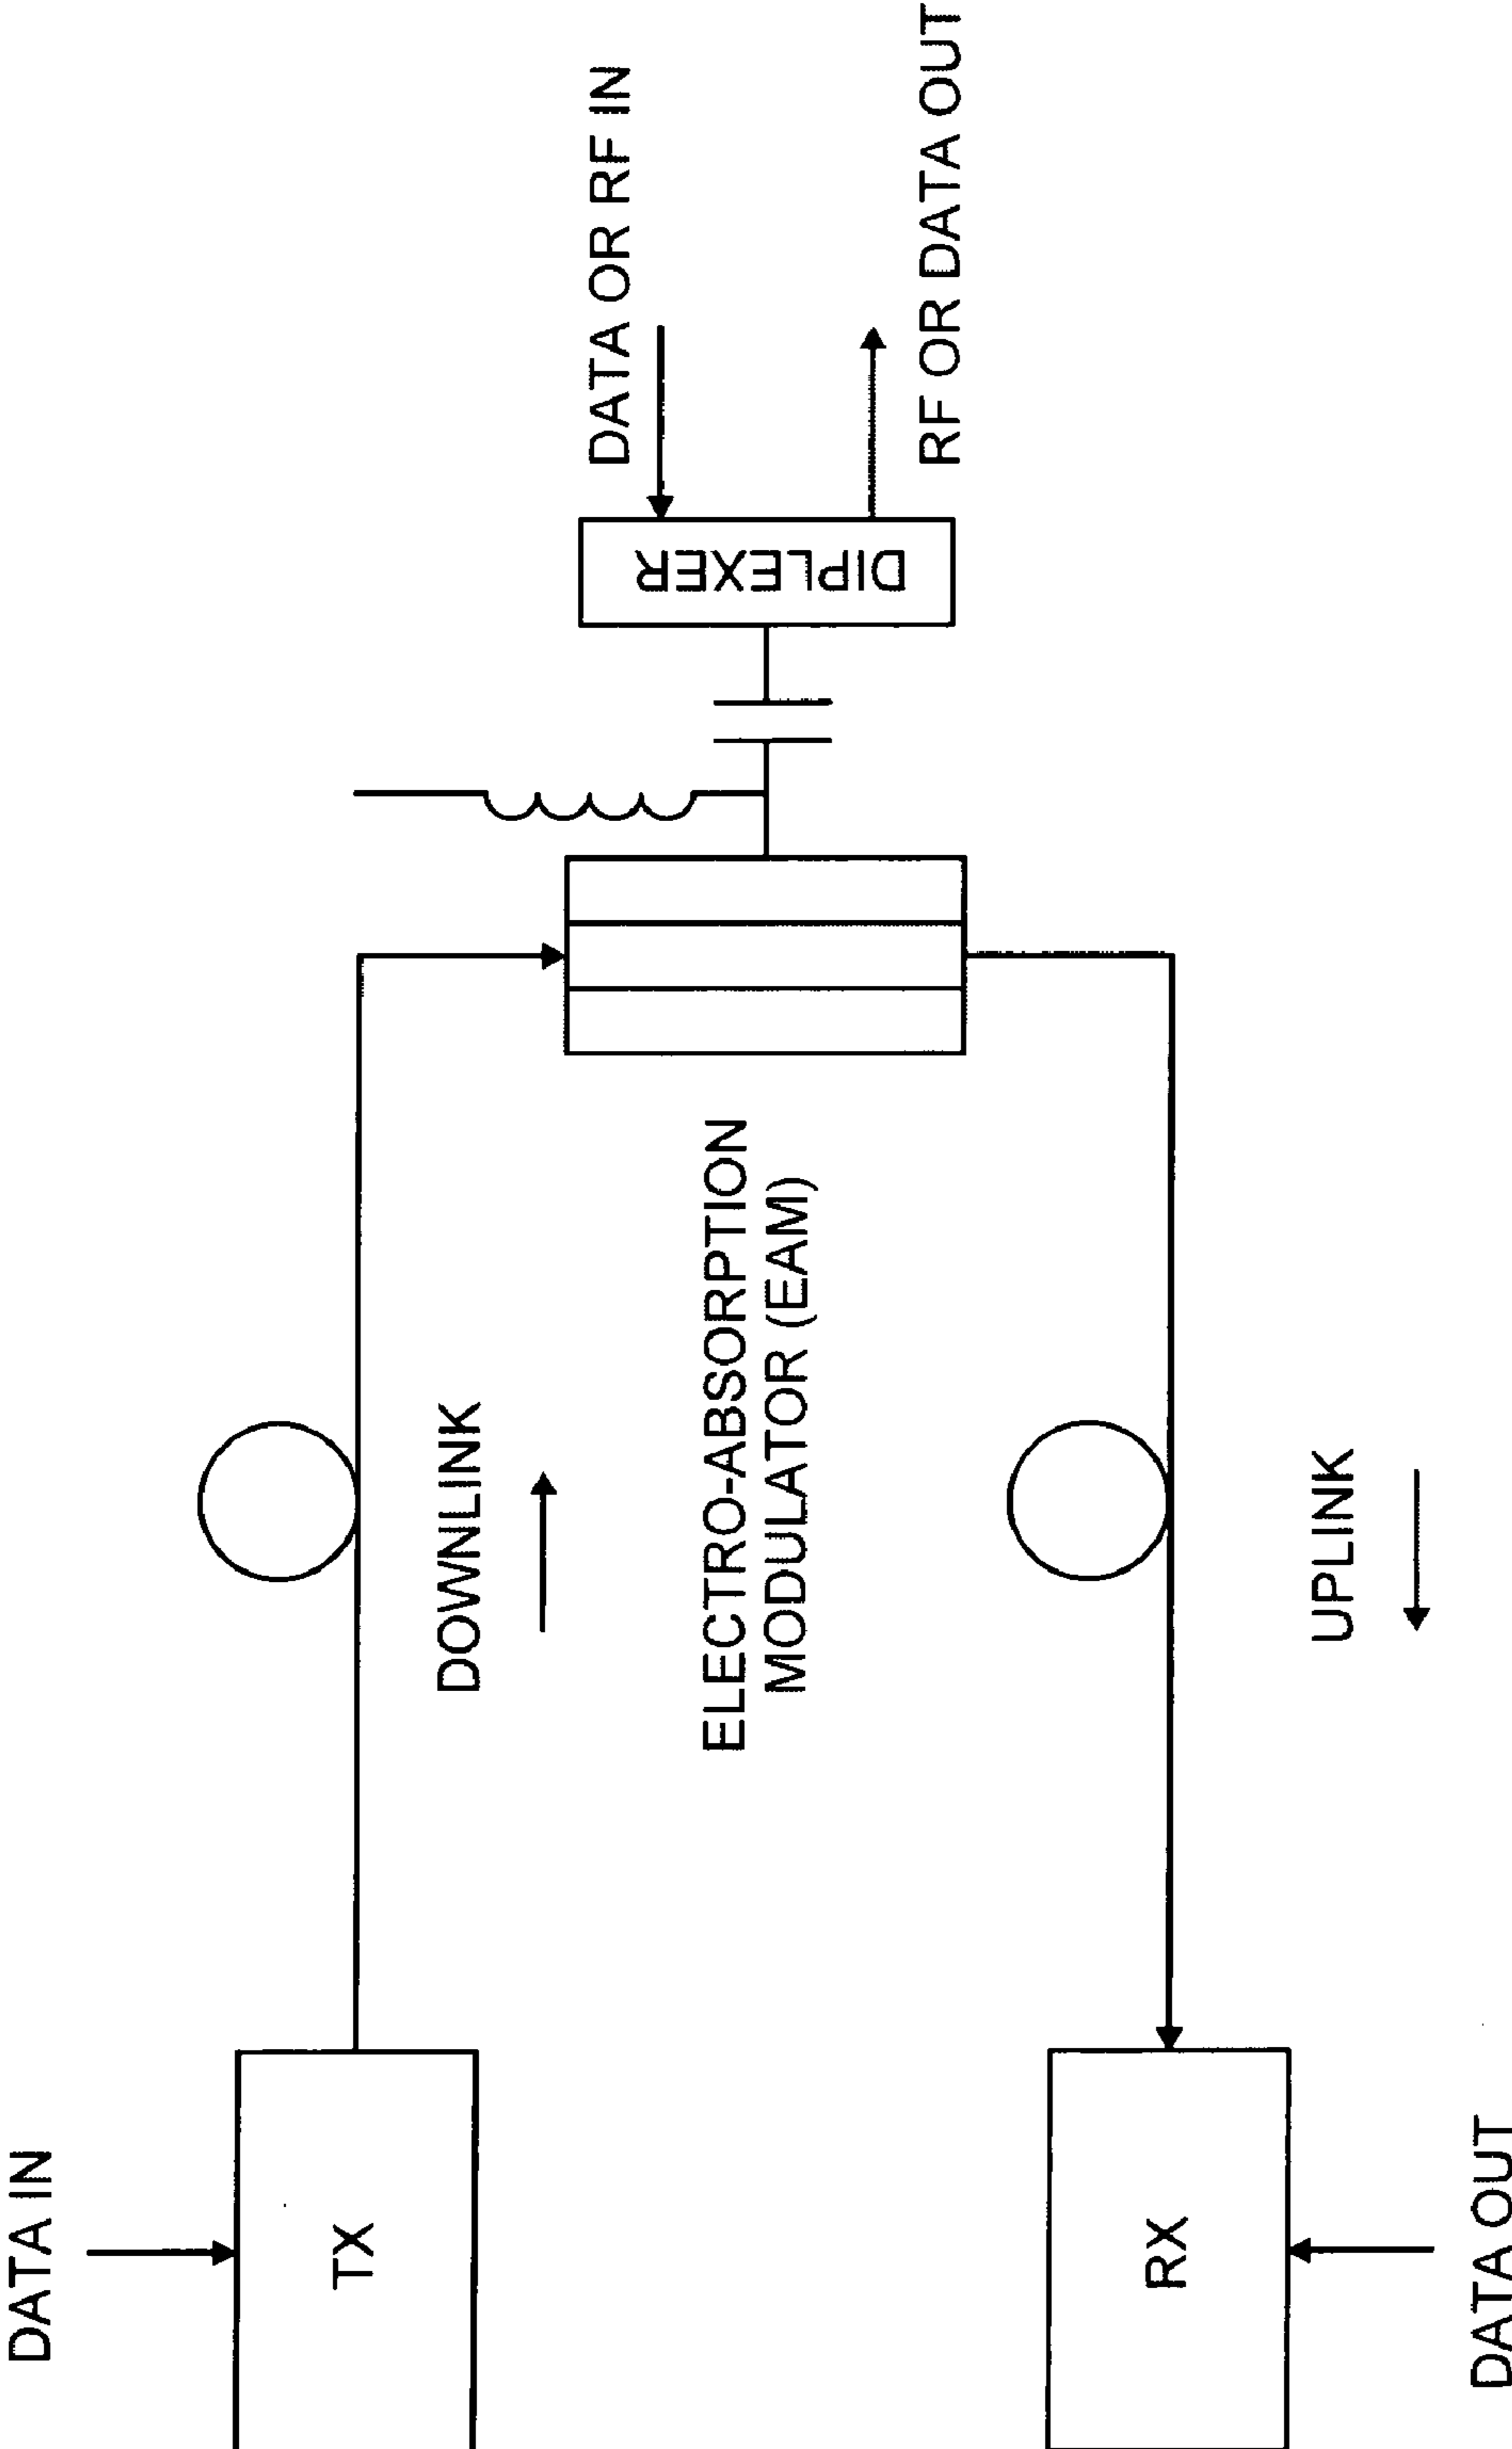 DATA IN
TX
DOWNLINK
ELECTRO-ABSORPTION
MODULATOR (EAM)
DIPLEXER
DATA OR RF IN
RF OR DATA OUT
UPLINK
RX
DATA OUT